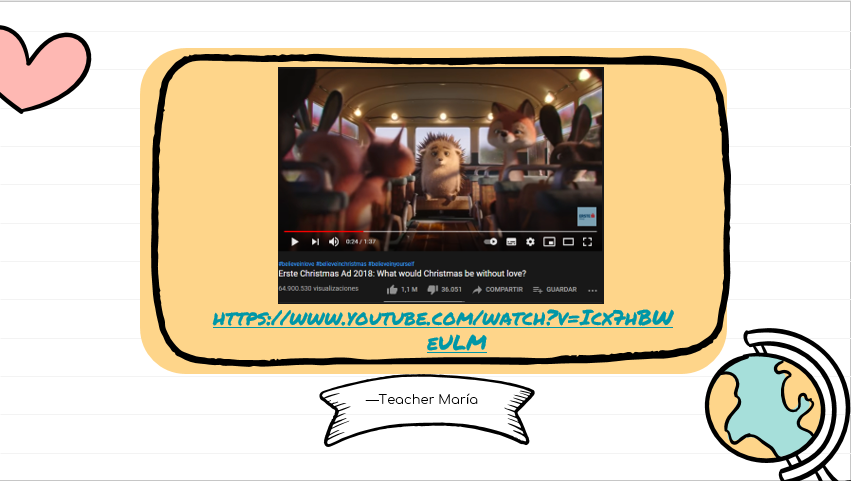 0:24 / 1:37
#believeinlove #believeinchristmas #believeinyourself
Erste Christmas Ad 2018: What would Christmas be without love?
64.900.530 visualizaciones 1,1 M 36.051 COMPARTIR GUARDAR ...
https://www.youtube.com/watch?v=Icx7hBW
eULM
—Teacher María